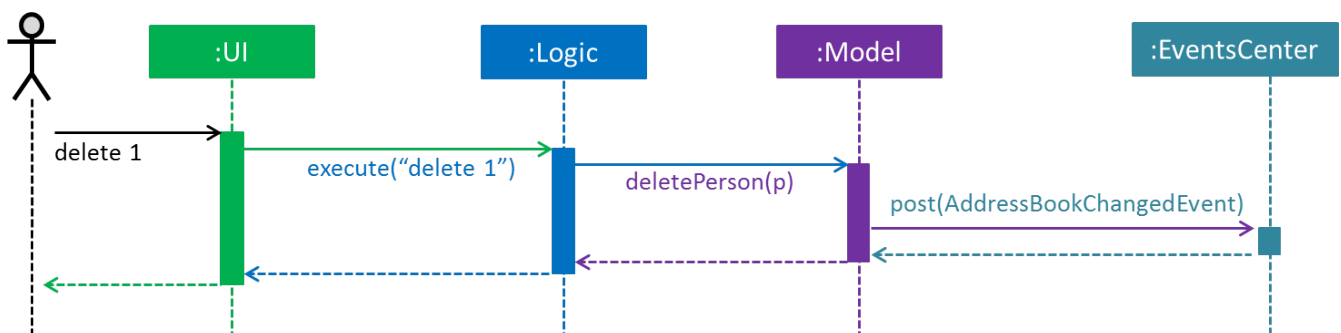 :UI
:Logic
:Model
:EventsCenter
delete 1
execute(“delete 1”)
deletePerson(p)
post(AddressBookChangedEvent)